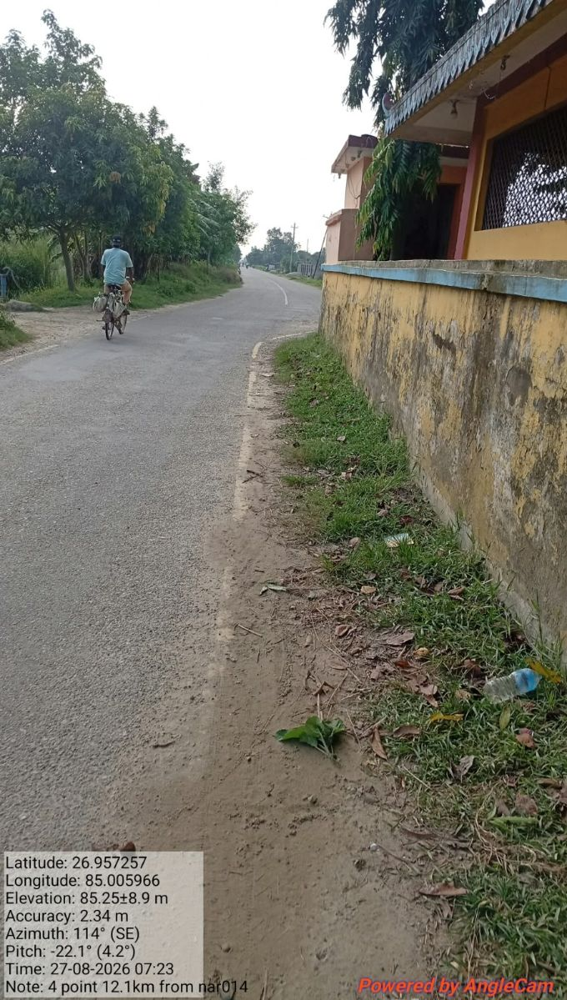 Latitude: 26.957257
Longitude: 85.005966
Elevation: 85.25±8.9 m
Accuracy: 2.34 m
Azimuth: 114° (SE)
Pitch: -22.1° (4.2°)
Time: 27-08-2026 07:23
Note: 4 point 12.1km from nar014
Powered by AngleCam